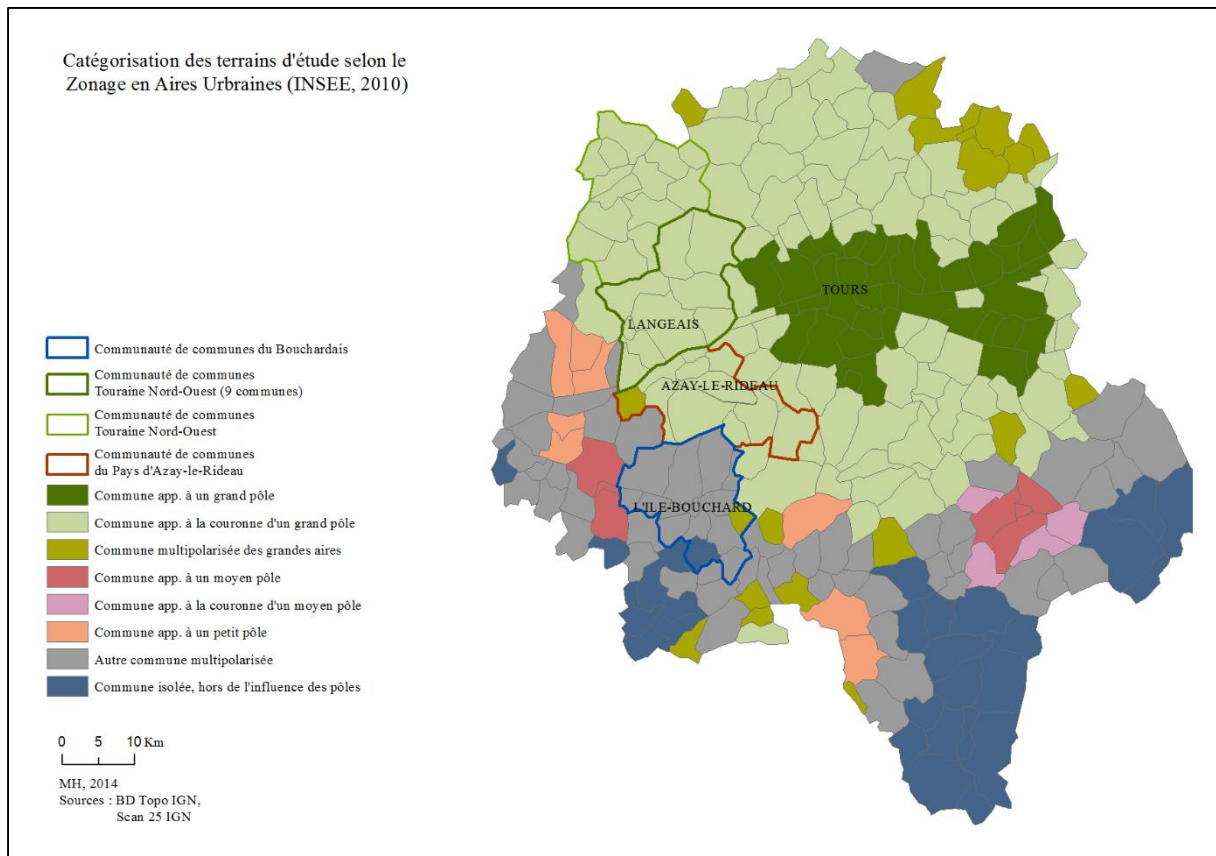 Catégorisation des terrains d'étude selon le
Zonage en Aires Urbraines (INSEE, 2010)
TOURS
LANGEAIS
AZAY-LE-RIDEAU
L'ILE-BOUCHARD
Communauté de communes du Bouchardais
Communauté de communes
Touraine Nord-Ouest (9 communes)
Communauté de communes
Touraine Nord-Ouest
Communauté de communes
du Pays d'Azay-le-Rideau
Commune app. à un grand pôle
Commune app. à la couronne d'un grand pôle
Commune multipolarisée des grandes aires
Commune app. à un moyen pôle
Commune app. à la couronne d'un moyen pôle
Commune app. à un petit pôle
Autre commune multipolarisée
Commune isolée, hors de l'influence des pôles
0 5 10 Km
MH, 2014
Sources : BD Topo IGN,
Scan 25 IGN